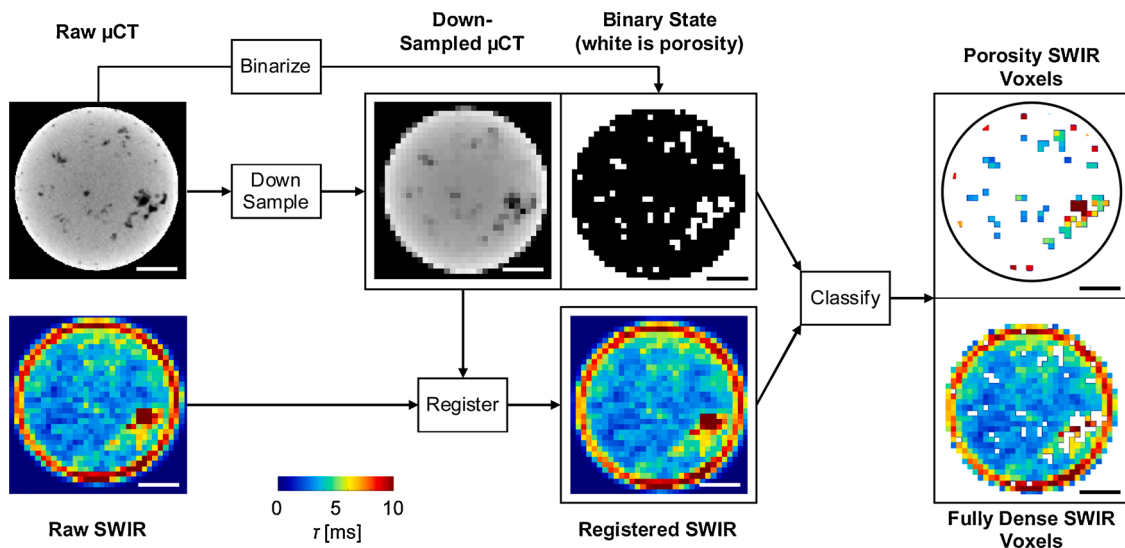 Raw µCT
Binarize
Down-
Sampled µCT
Binary State
(white is porosity)
Porosity SWIR
Voxels
Down
Sample
Classify
Register
0 5 10
τ [ms]
Raw SWIR
Registered SWIR
Fully Dense SWIR
Voxels